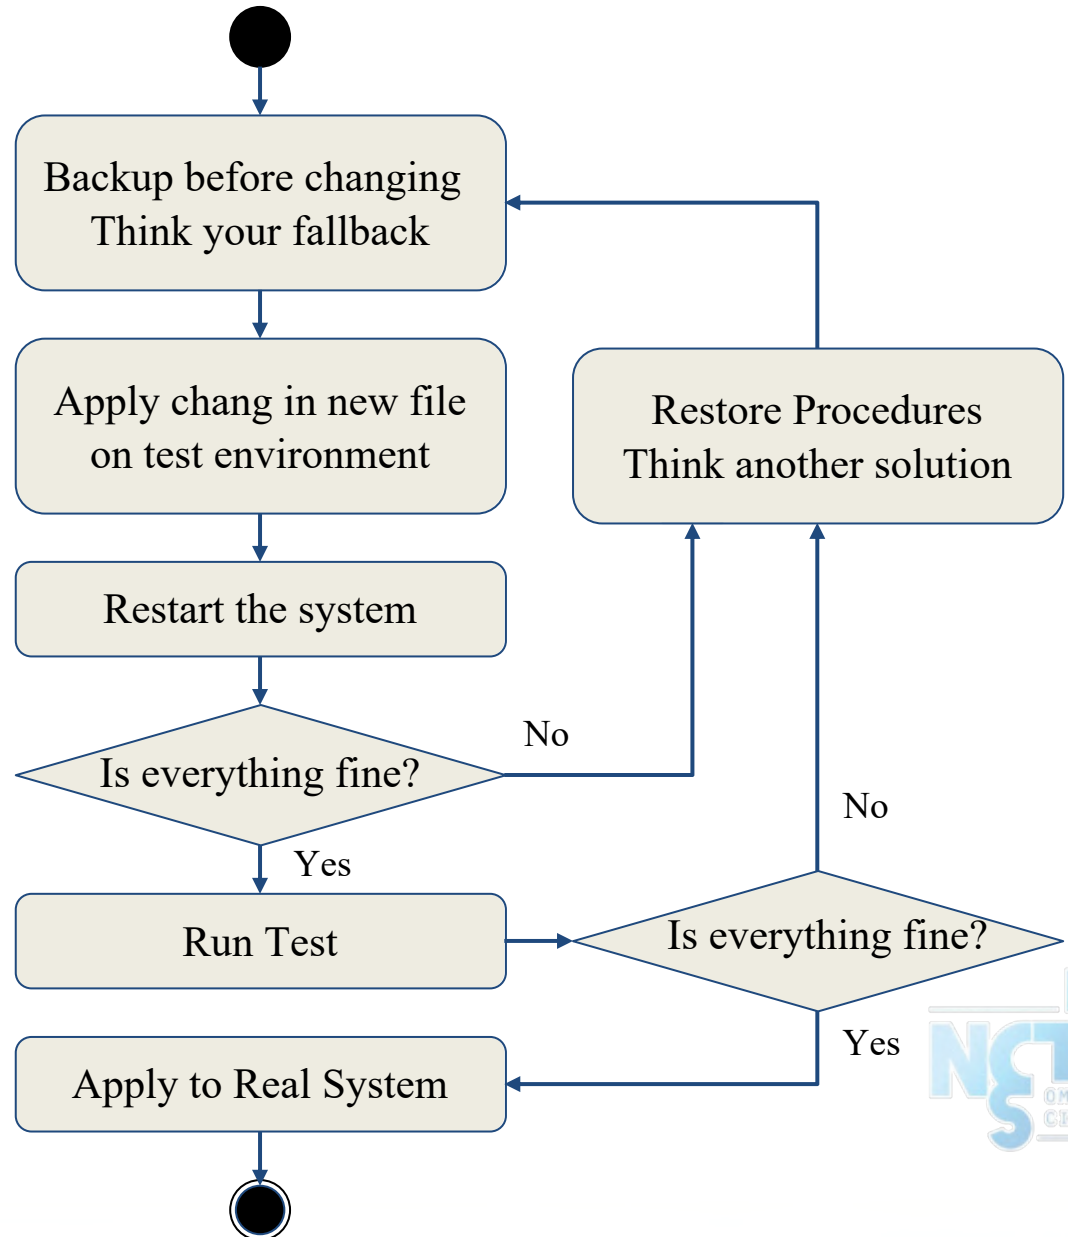 Backup before changing
Think your fallback
Apply chang in new file
on test environment
Restore Procedures
Think another solution
Restart the system
Is everything fine?
No
No
Yes
Run Test
Is everything fine?
Yes
Apply to Real System